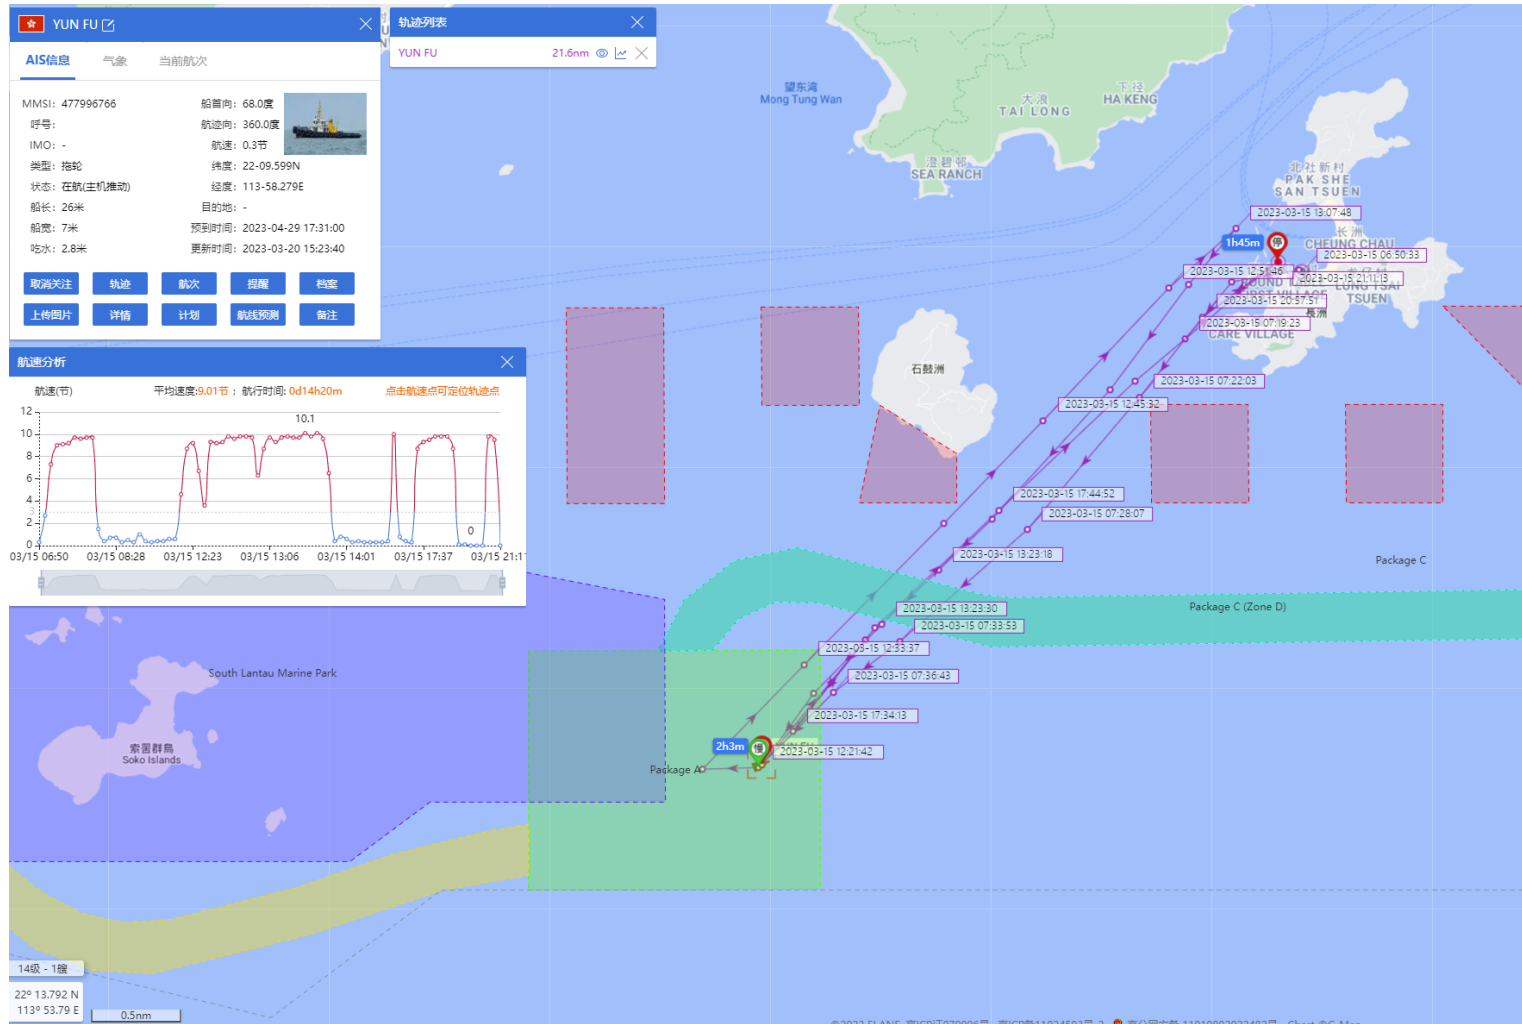 YUN FU
AIS信息 气象 当前航次
MMSI: 477996766 船首向: 68.0度
呼号: 航迹向: 360.0度
IMO: - 航速: 0.3节
类型: 拖轮 纬度: 22-09.599N
状态: 在航(主机推动) 经度: 113-58.279E
船长: 26米 目的地: -
船宽: 7米 预到时间: 2023-04-29 17:31:00
吃水: 2.8米 更新时间: 2023-03-20 15:23:40
取消关注 轨迹 航次 提醒 档案
上传图片 详情 计划 航线预测 备注
轨迹列表
YUN FU 21.6nm
航速分析
航速(节) 平均速度:9.01节 ; 航行时间: 0d14h20m 点击航速点可定位轨迹点
12
10
8
6
4
3
2
0
10.1
0
03/15 06:50 03/15 08:28 03/15 12:23 03/15 13:06 03/15 14:01 03/15 17:37 03/15 21:1
望东湾
Mong Tung Wan
大浪
TAI LONG
下径
HA KENG
澄碧邨
SEA RANCH
北社新村
PAK SHE
SAN TSUEN
2023-03-15 13:07:48
长洲
CHEUNG CHAU
1h45m
停
2023-03-15 06:50:33
2023-03-15 12:51:46
2023-03-15 21:11:13
LUNG TSAI
TSUEN
2023-03-15 20:57:51
長洲
2023-03-15 07:19:23
CARE VILLAGE
石鼓洲
2023-03-15 07:22:03
2023-03-15 12:45:32
2023-03-15 17:44:52
2023-03-15 07:28:07
2023-03-15 13:23:18
Package C
2023-03-15 13:23:30
Package C (Zone D)
2023-03-15 07:33:53
2023-03-15 12:33:37
2023-03-15 07:36:43
South Lantau Marine Park
2023-03-15 17:34:13
2h3m
慢
2023-03-15 12:21:42
索罟群島
Soko Islands
Package A
14级 - 1艘
22° 13.792 N
113° 53.79 E
0.5nm